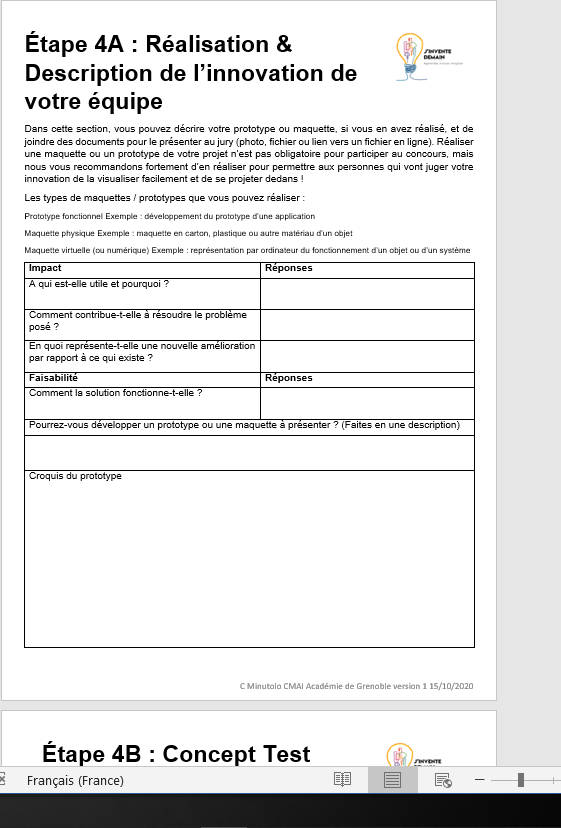 Étape 4A : Réalisation &
Description de l’innovation de
votre équipe
S'INVENTE
DEMAIN
Dans cette section, vous pouvez décrire votre prototype ou maquette, si vous en avez réalisé, et de
joindre des documents pour le présenter au jury (photo, fichier ou lien vers un fichier en ligne). Réaliser
une maquette ou un prototype de votre projet n’est pas obligatoire pour participer au concours, mais
nous vous recommandons fortement d’en réaliser pour permettre aux personnes qui vont juger votre
innovation de la visualiser facilement et de se projeter dedans !
Les types de maquettes / prototypes que vous pouvez réaliser :
Prototype fonctionnel Exemple : développement du prototype d’une application
Maquette physique Exemple : maquette en carton, plastique ou autre matériau d’un objet
Maquette virtuelle (ou numérique) Exemple : représentation par ordinateur du fonctionnement d’un objet ou d’un système
Impact Réponses
A qui est-elle utile et pourquoi ?
Comment contribue-t-elle à résoudre le problème
posé ?
En quoi représente-t-elle une nouvelle amélioration
par rapport à ce qui existe ?
Faisabilité Réponses
Comment la solution fonctionne-t-elle ?
Pourrez-vous développer un prototype ou une maquette à présenter ? (Faites en une description)
Croquis du prototype
C Minutolo CMAI Académie de Grenoble version 1 15/10/2020
Étape 4B : Concept Test
S'INVENTE
Français (France)